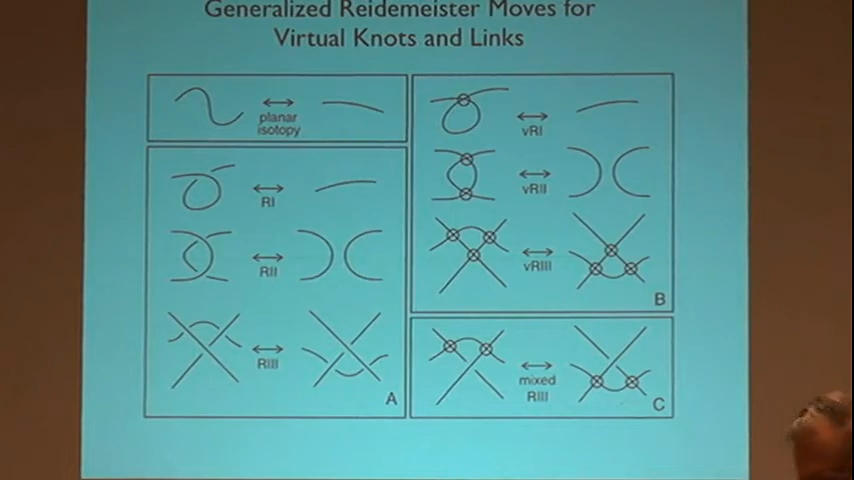 Generalized Reidemeister Moves for
Virtual Knots and Links
planar
isotopy
RI
RII
RIII
A
vRI
vRII
vRIII
B
mixed
RIII
C